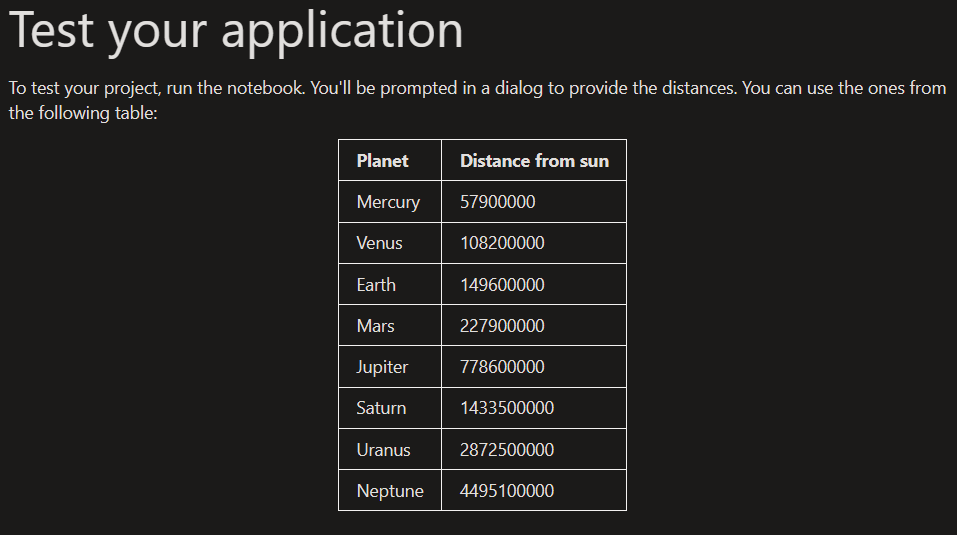 Test your application
To test your project, run the notebook. You'll be prompted in a dialog to provide the distances. You can use the ones from
the following table:
Planet Distance from sun
Mercury 57900000
Venus 108200000
Earth 149600000
Mars 227900000
Jupiter 778600000
Saturn 1433500000
Uranus 2872500000
Neptune 4495100000